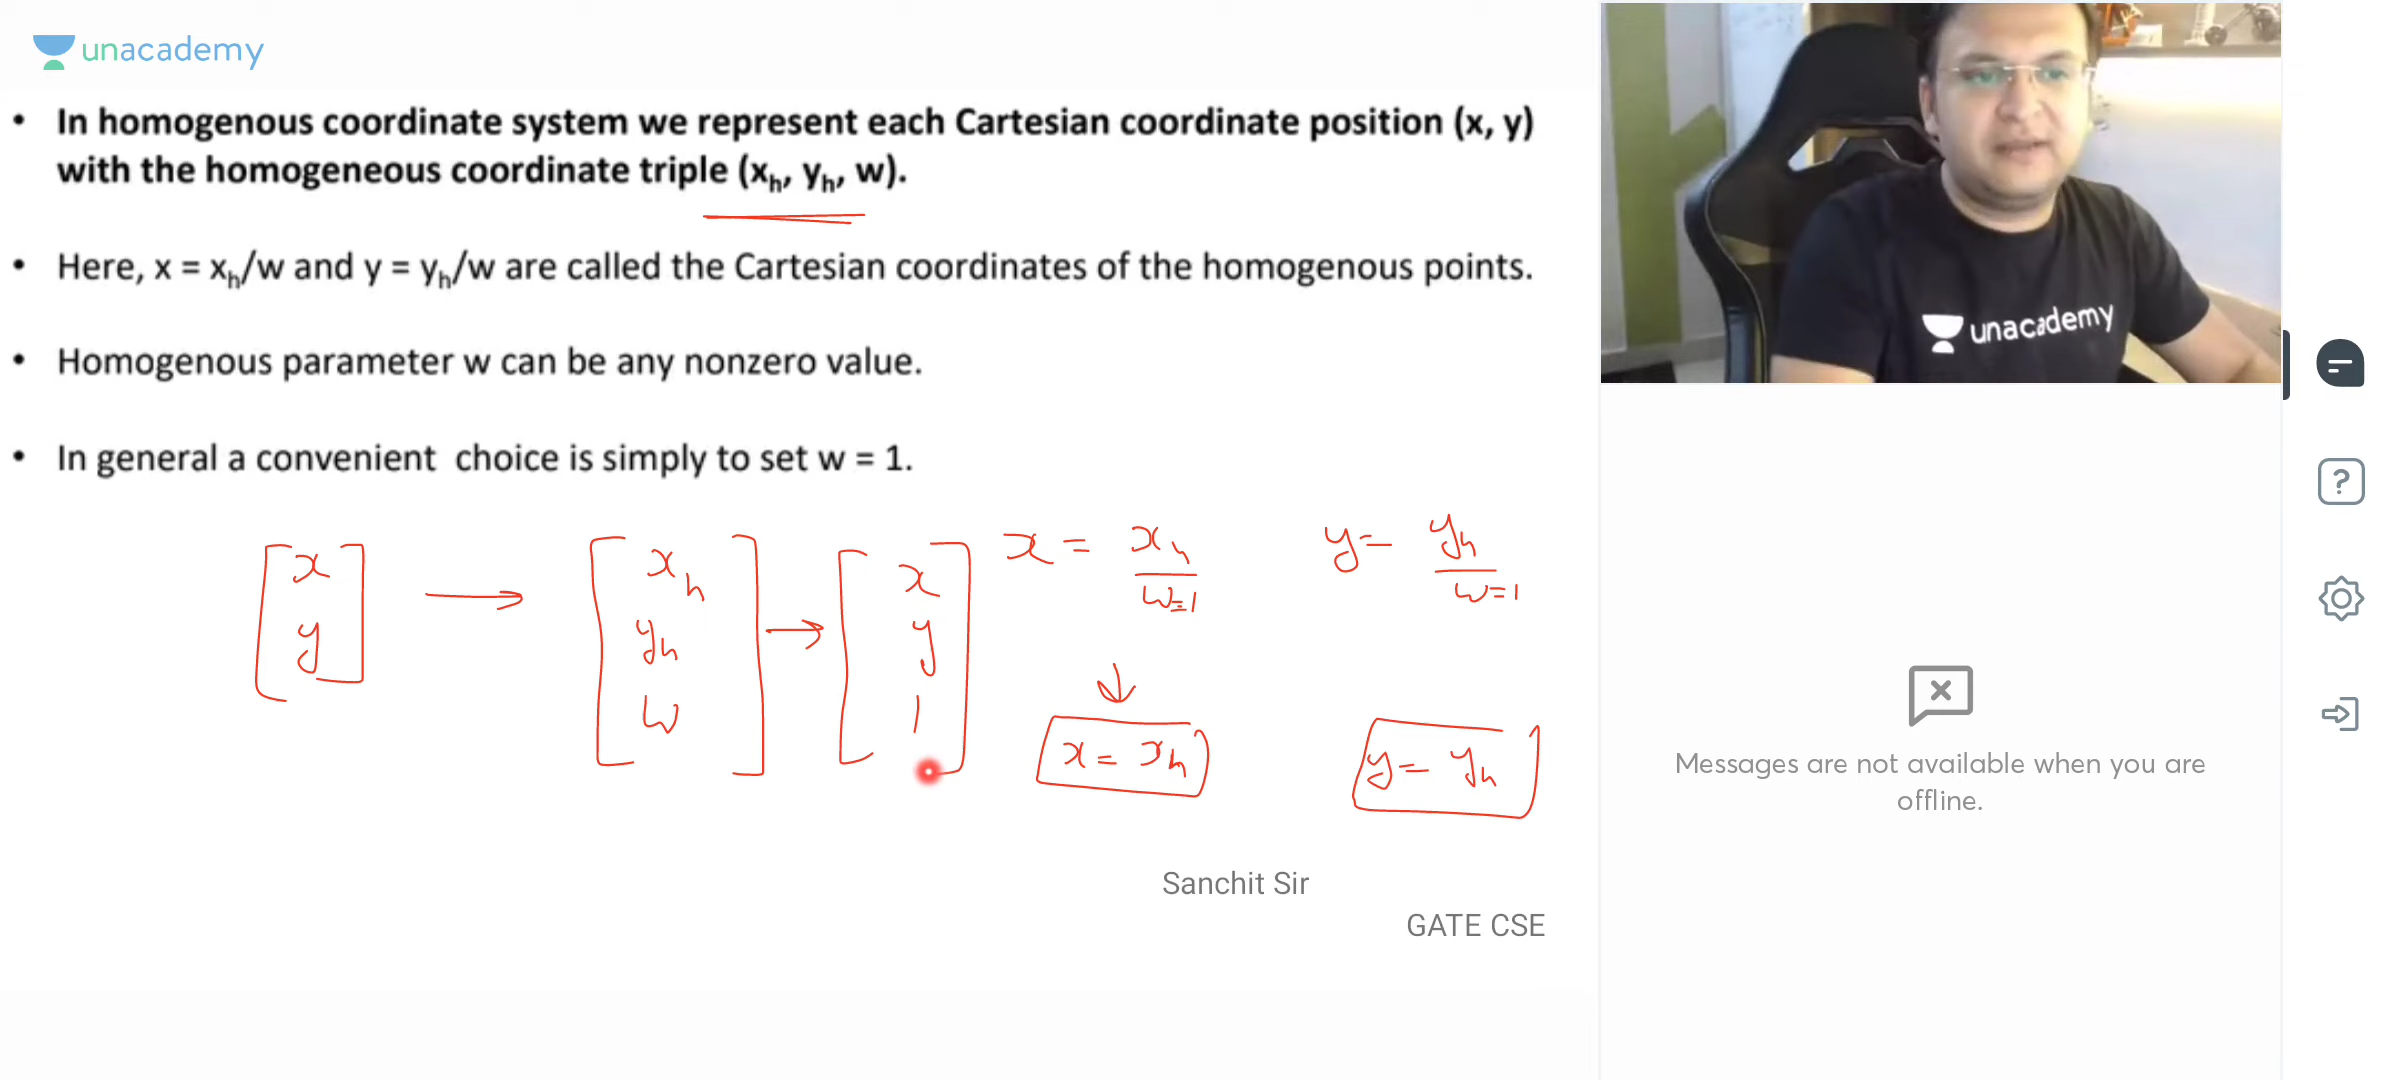 unacademy
• In homogenous coordinate system we represent each Cartesian coordinate position (x, y)
with the homogeneous coordinate triple (xₕ, yₕ, w).
• Here, x = xₕ/w and y = yₕ/w are called the Cartesian coordinates of the homogenous points.
• Homogenous parameter w can be any nonzero value.
• In general a convenient choice is simply to set w = 1.
[x y] → [xₕ yₕ w] → [x y 1]
x = xₕ/w=1
y = yₕ/w=1
↓
x = xₕ
y = yₕ
Sanchit Sir
GATE CSE
unacademy
?
Messages are not available when you are
offline.